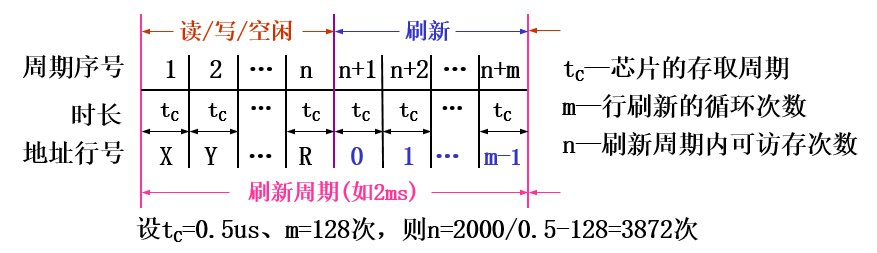 读/写/空闲 刷新
周期序号 1 2 ··· n n+1 n+2 ··· n+m tC—芯片的存取周期
时长 tC tC ··· tC tC tC ··· tC m—行刷新的循环次数
地址行号 X Y ··· R 0 1 ··· m-1 n—刷新周期内可访存次数
刷新周期(如2ms)
设tC=0.5us、m=128次，则n=2000/0.5-128=3872次